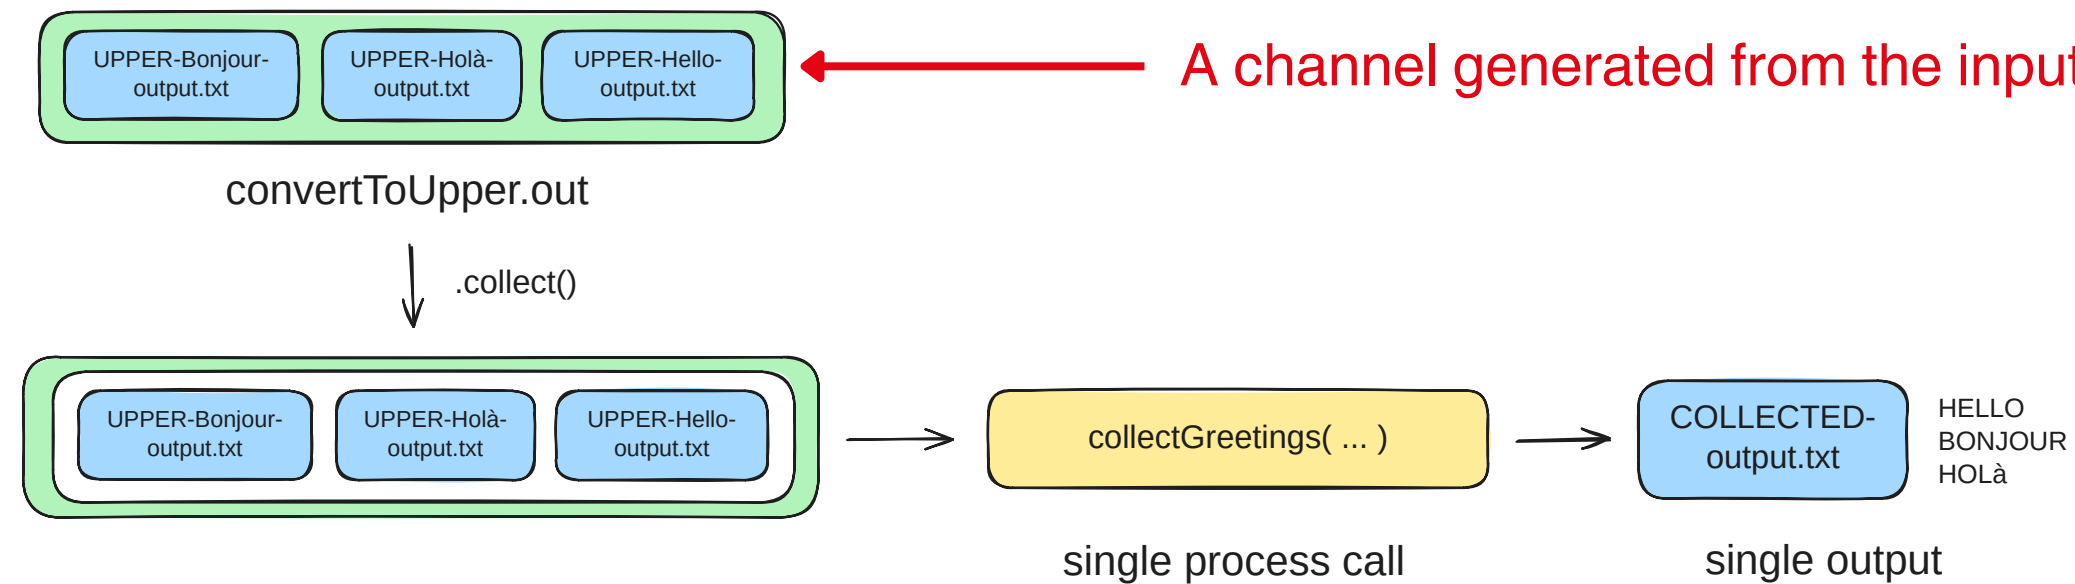 UPPER-Bonjour-
output.txt
UPPER-Holà-
output.txt
UPPER-Hello-
output.txt
A channel generated from the input
convertToUpper.out
.collect()
UPPER-Bonjour-
output.txt
UPPER-Holà-
output.txt
UPPER-Hello-
output.txt
collectGreetings( ... )
COLLECTED-
output.txt
HELLO
BONJOUR
HOLà
single process call
single output